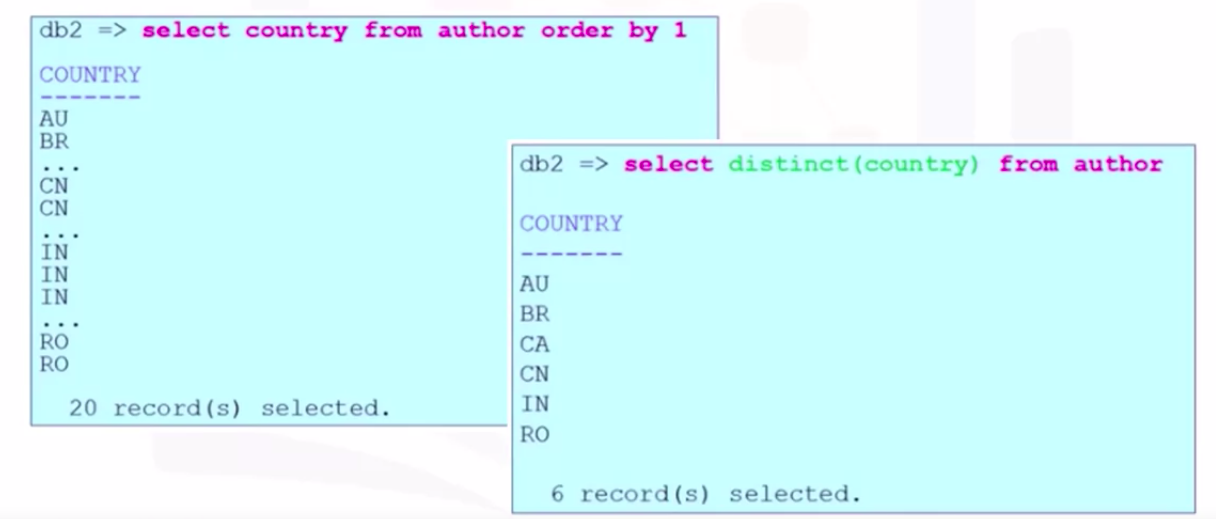 db2 => select country from author order by 1
COUNTRY
-------
AU
BR
...
CN
CN
...
IN
IN
IN
...
RO
RO
20 record(s) selected.
db2 => select distinct(country) from author
COUNTRY
-------
AU
BR
CA
CN
IN
RO
6 record(s) selected.